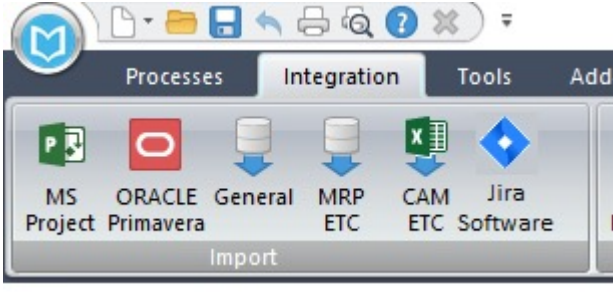 Processes Integration Tools Add
MS Project
ORACLE Primavera
General
MRP ETC
CAM ETC
Jira Software
Import